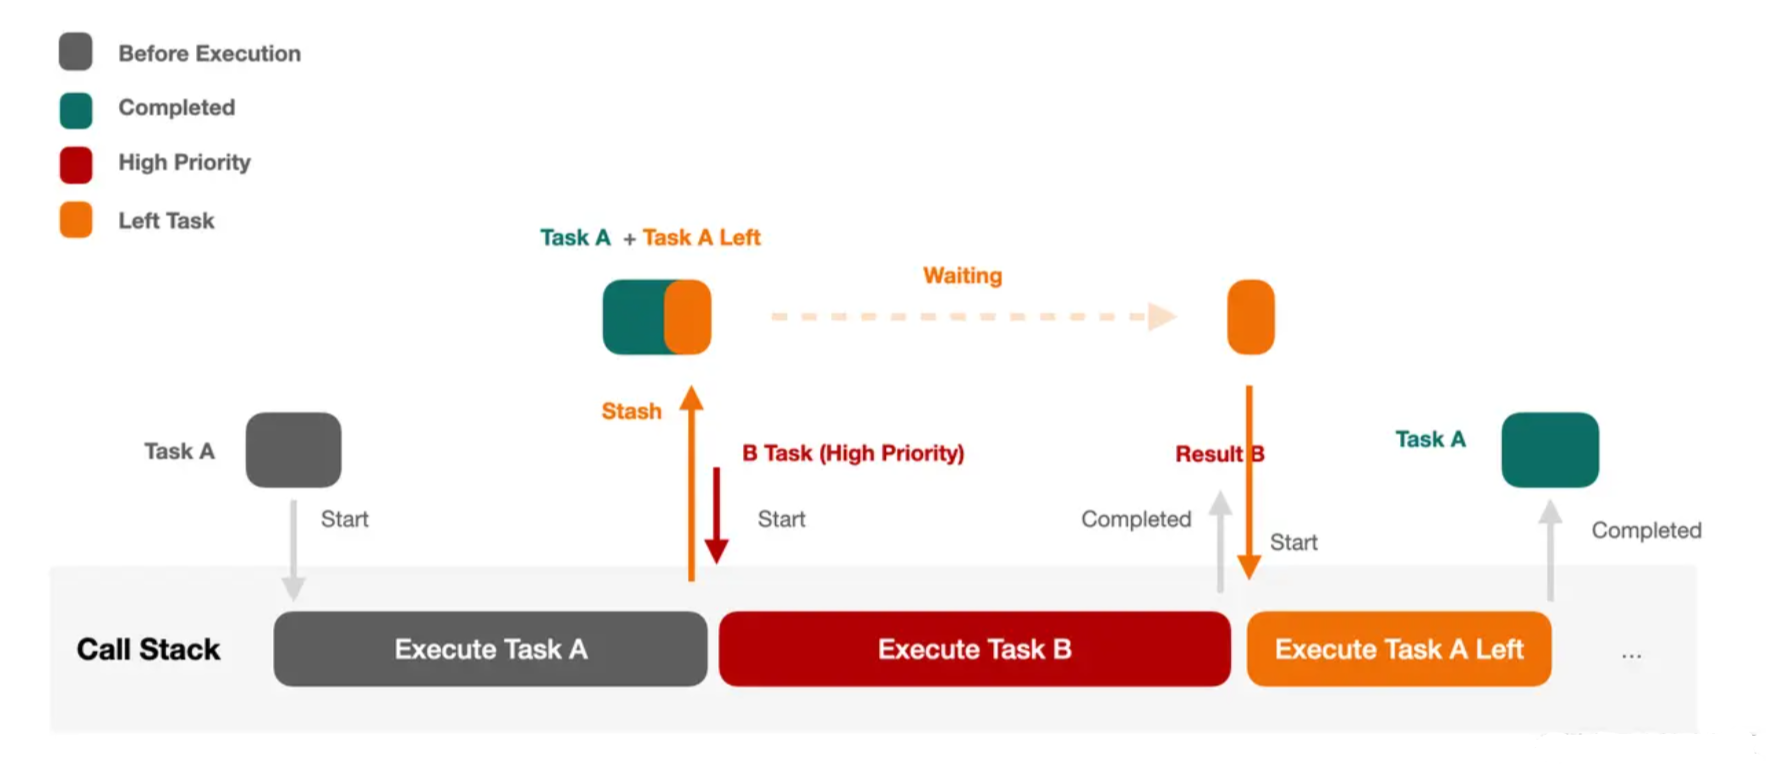 Before Execution
Completed
High Priority
Left Task
Task A + Task A Left
Waiting
Stash
Task A
B Task (High Priority)
Result B
Task A
Start
Start
Completed
Start
Completed
Call Stack
Execute Task A
Execute Task B
Execute Task A Left
...